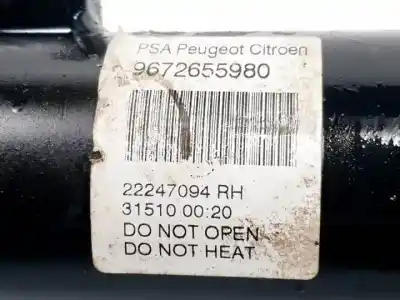 PSA Peugeot Citroen
9672655980
22247094 RH
31510 00:20
DO NOT OPEN
DO NOT HEAT